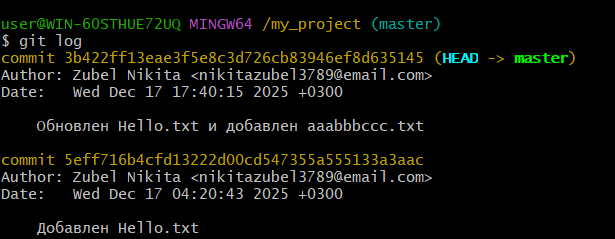 user@WIN-6OSTHUE72UQ MINGW64 /my_project (master)
$ git log
commit 3b422ff13eae3f5e8c3d726cb83946ef8d635145 (HEAD -> master)
Author: Zubel Nikita <nikitazubel3789@email.com>
Date:   Wed Dec 17 17:40:15 2025 +0300
Обновлен Hello.txt и добавлен aaabbbccc.txt
commit 5eff716b4cfd13222d00cd547355a555133a3aac
Author: Zubel Nikita <nikitazubel3789@email.com>
Date:   Wed Dec 17 04:20:43 2025 +0300
Добавлен Hello.txt